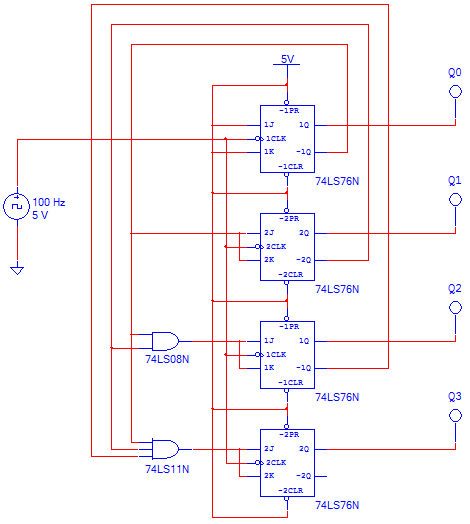 5V
Q0
~1PR
1J 1Q
1CLK
1K ~1Q
~1CLR
74LS76N
100 Hz
5 V
Q1
~2PR
2J 2Q
2CLK
2K ~2Q
~2CLR
74LS76N
Q2
~1PR
1J 1Q
1CLK
1K ~1Q
~1CLR
74LS08N
74LS76N
Q3
~2PR
2J 2Q
2CLK
2K ~2Q
~2CLR
74LS11N
74LS76N